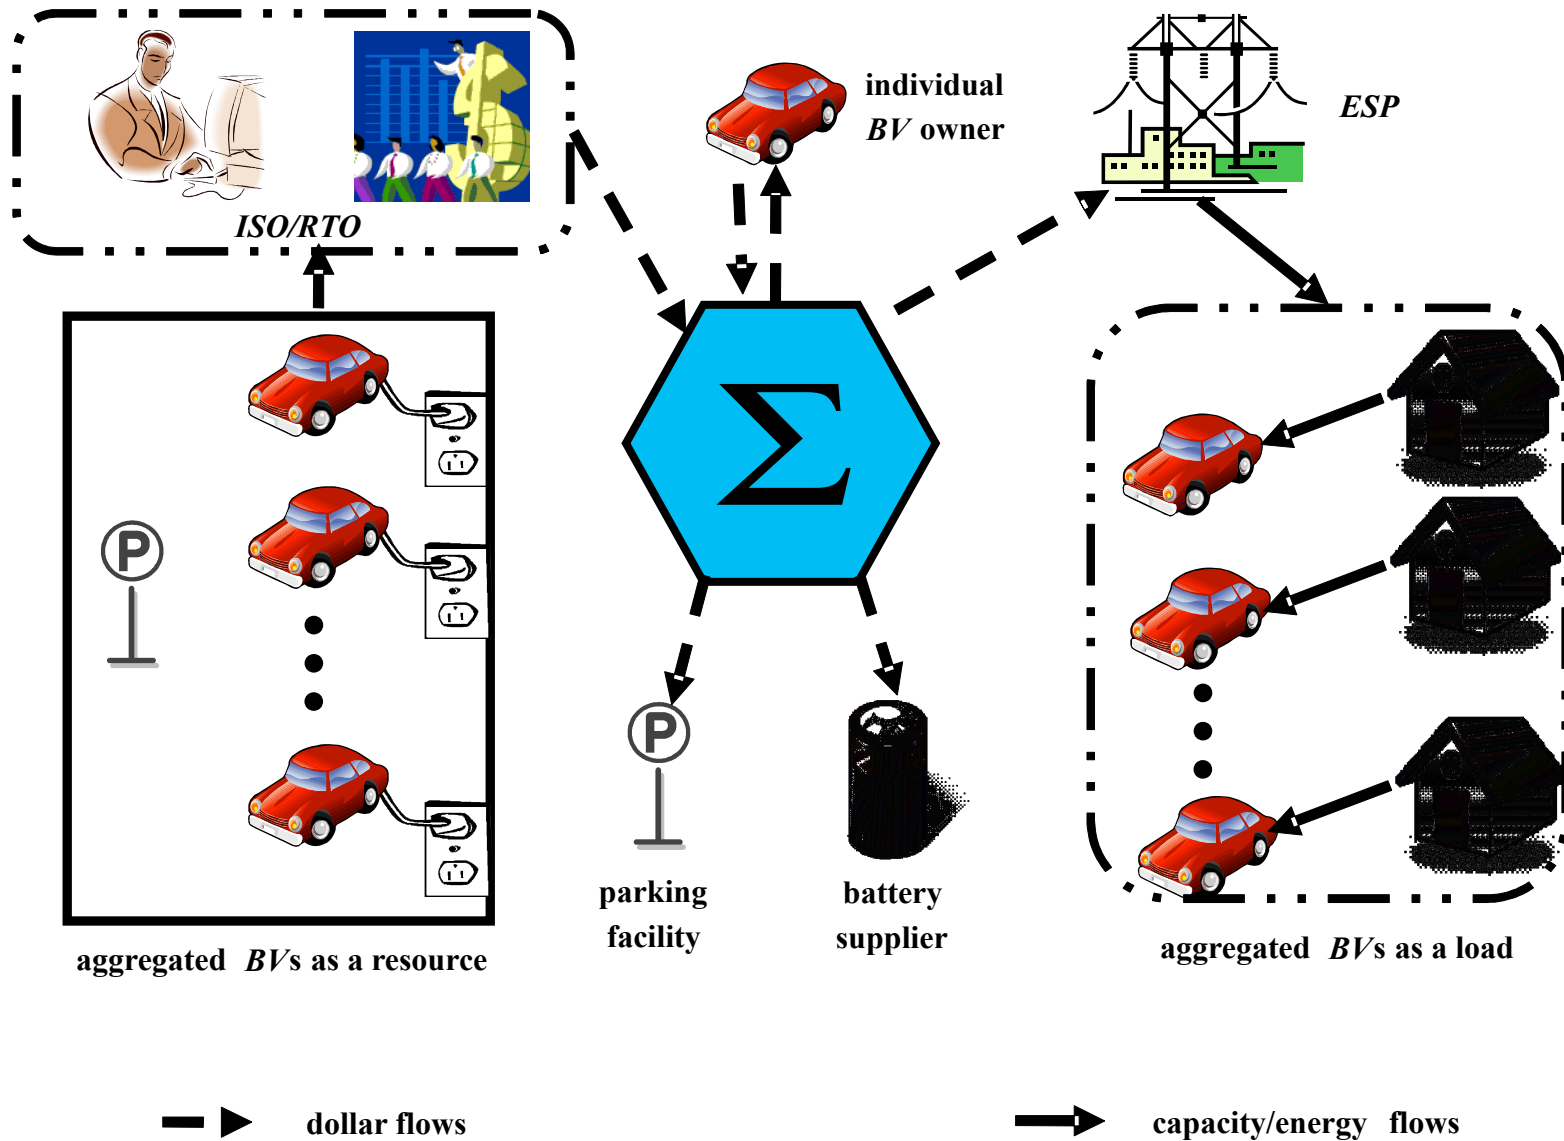 individual
BV owner
ESP
ISO/RTO
Σ
P
P
parking
facility
battery
supplier
aggregated BVs as a resource
aggregated BVs as a load
dollar flows
capacity/energy flows